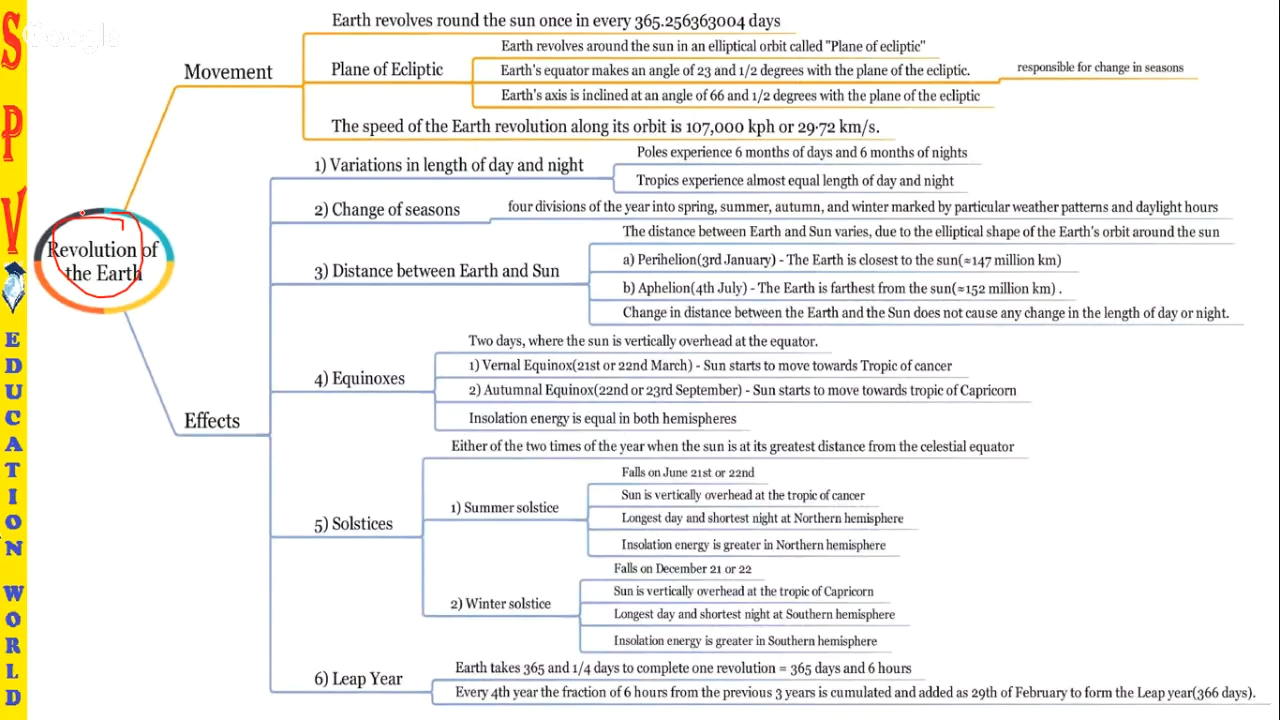 Google
S
P
V
EDUCATION
WORLD
Revolution of
the Earth
Movement
Earth revolves round the sun once in every 365.256363004 days
Plane of Ecliptic
Earth revolves around the sun in an elliptical orbit called "Plane of ecliptic"
Earth's equator makes an angle of 23 and 1/2 degrees with the plane of the ecliptic.
responsible for change in seasons
Earth's axis is inclined at an angle of 66 and 1/2 degrees with the plane of the ecliptic
The speed of the Earth revolution along its orbit is 107,000 kph or 29·72 km/s.
Effects
1) Variations in length of day and night
Poles experience 6 months of days and 6 months of nights
Tropics experience almost equal length of day and night
2) Change of seasons
four divisions of the year into spring, summer, autumn, and winter marked by particular weather patterns and daylight hours
3) Distance between Earth and Sun
The distance between Earth and Sun varies, due to the elliptical shape of the Earth's orbit around the sun
a) Perihelion(3rd January) - The Earth is closest to the sun(≈147 million km)
b) Aphelion(4th July) - The Earth is farthest from the sun(≈152 million km) .
Change in distance between the Earth and the Sun does not cause any change in the length of day or night.
4) Equinoxes
Two days, where the sun is vertically overhead at the equator.
1) Vernal Equinox(21st or 22nd March) - Sun starts to move towards Tropic of cancer
2) Autumnal Equinox(22nd or 23rd September) - Sun starts to move towards tropic of Capricorn
Insolation energy is equal in both hemispheres
5) Solstices
Either of the two times of the year when the sun is at its greatest distance from the celestial equator
1) Summer solstice
Falls on June 21st or 22nd
Sun is vertically overhead at the tropic of cancer
Longest day and shortest night at Northern hemisphere
Insolation energy is greater in Northern hemisphere
2) Winter solstice
Falls on December 21 or 22
Sun is vertically overhead at the tropic of Capricorn
Longest day and shortest night at Southern hemisphere
Insolation energy is greater in Southern hemisphere
6) Leap Year
Earth takes 365 and 1/4 days to complete one revolution = 365 days and 6 hours
Every 4th year the fraction of 6 hours from the previous 3 years is cumulated and added as 29th of February to form the Leap year(366 days).